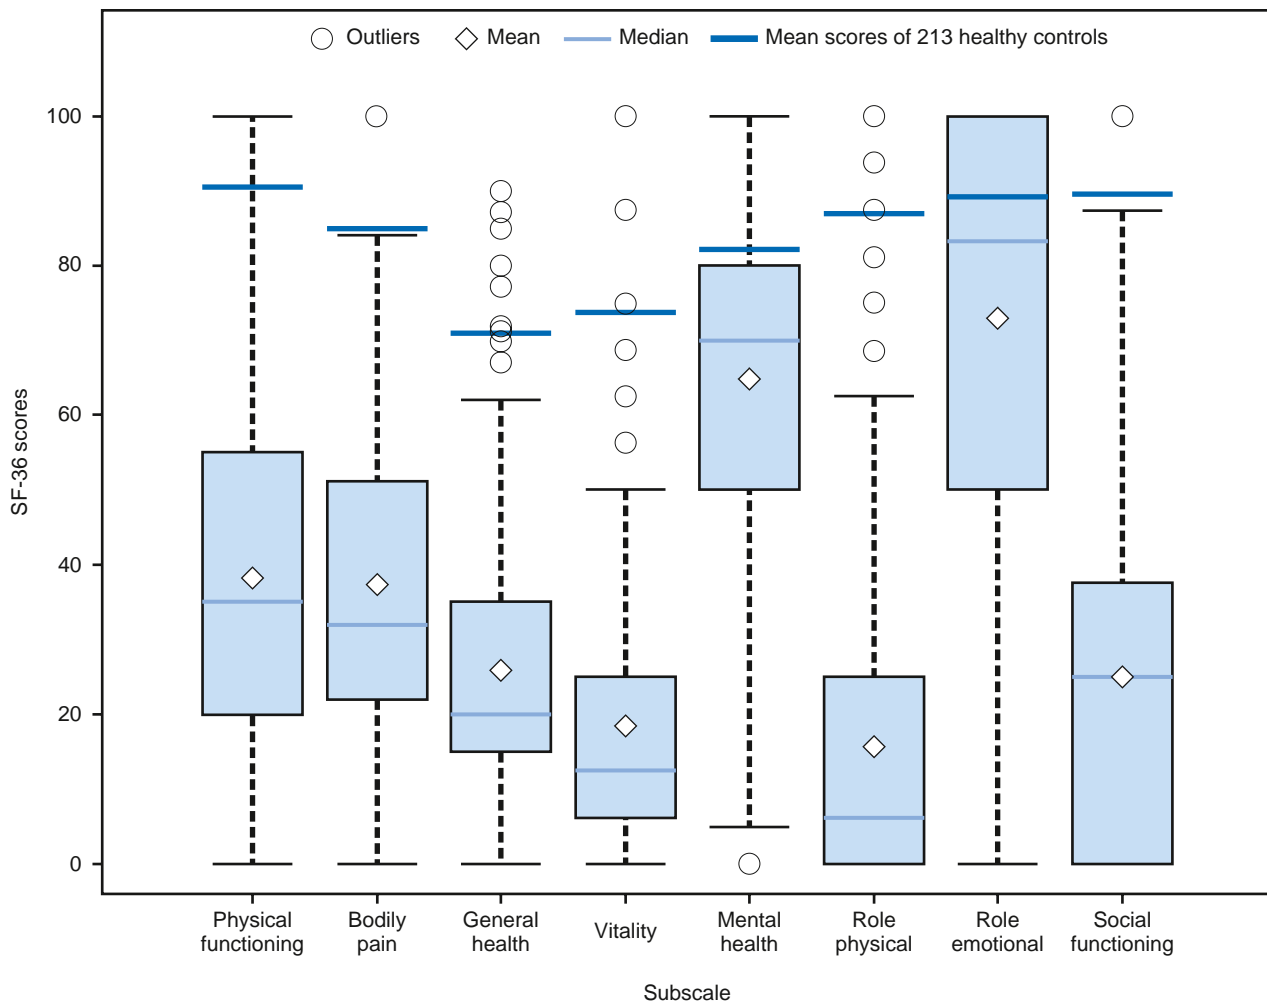 Outliers Mean Median Mean scores of 213 healthy controls
100
80
60
40
20
0
SF-36 scores
Physical functioning
Bodily pain
General health
Vitality
Mental health
Role physical
Role emotional
Social functioning
Subscale